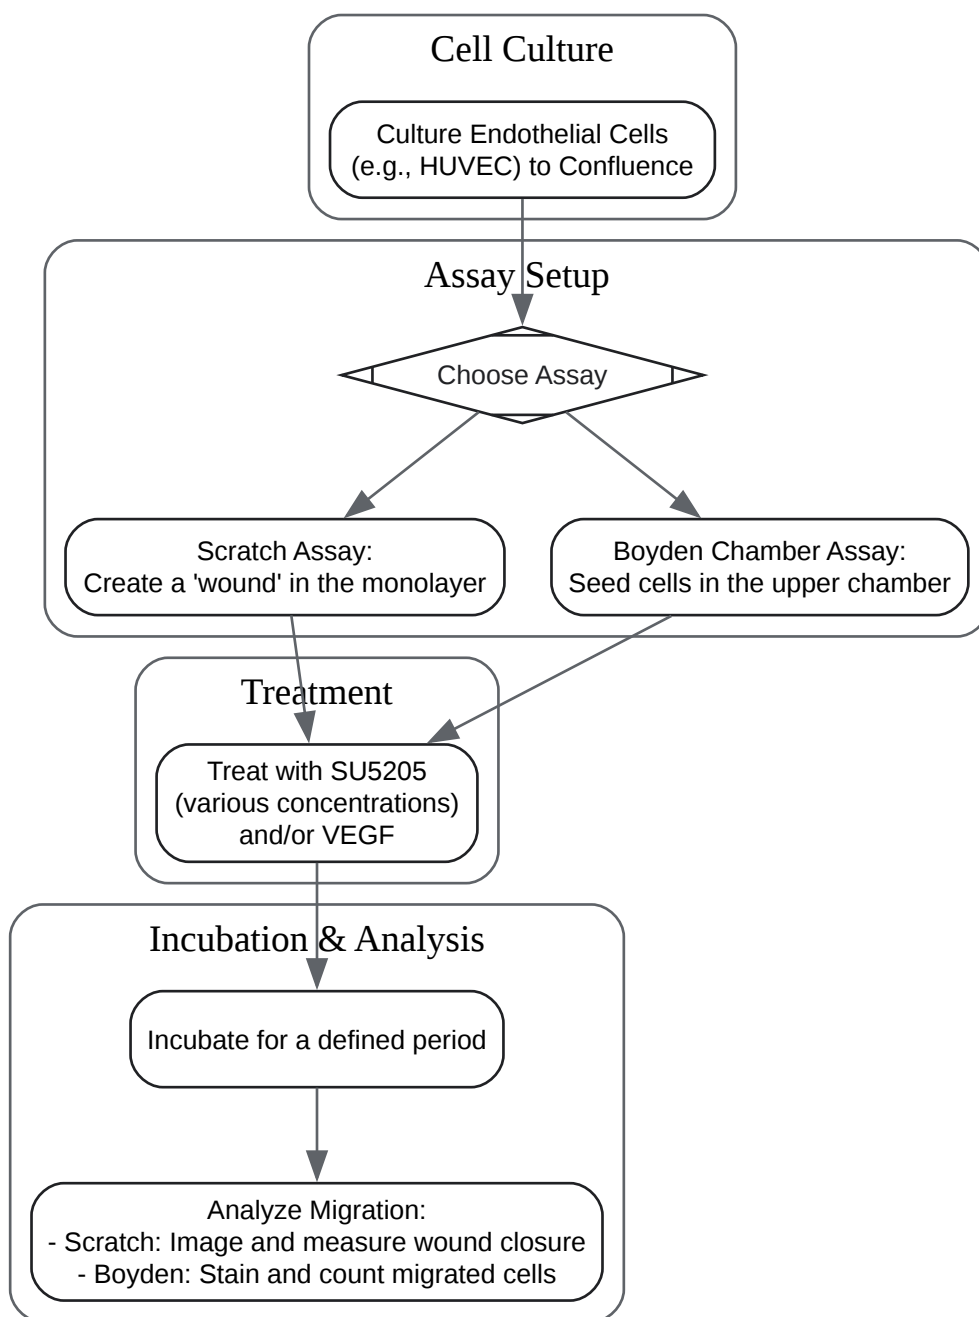 Cell Culture
Culture Endothelial Cells
(e.g., HUVEC) to Confluence
Assay Setup
Choose Assay
Scratch Assay:
Create a 'wound' in the monolayer
Boyden Chamber Assay:
Seed cells in the upper chamber
Treatment
Treat with SU5205
(various concentrations)
and/or VEGF
Incubation & Analysis
Incubate for a defined period
Analyze Migration:
- Scratch: Image and measure wound closure
- Boyden: Stain and count migrated cells